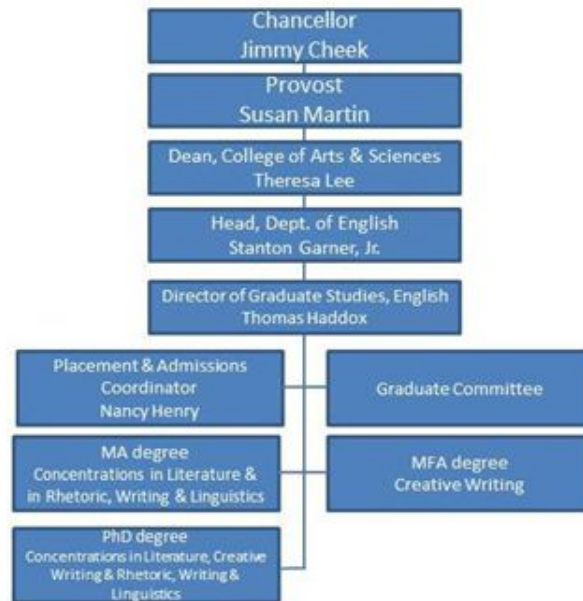 Chancellor
Jimmy Cheek
Provost
Susan Martin
Dean, College of Arts & Sciences
Theresa Lee
Head, Dept. of English
Stanton Garner, Jr.
Director of Graduate Studies, English
Thomas Haddox
Placement & Admissions
Coordinator
Nancy Henry
Graduate Committee
MA degree
Concentrations in Literature &
in Rhetoric, Writing & Linguistics
MFA degree
Creative Writing
PhD degree
Concentrations in Literature, Creative
Writing & Rhetoric, Writing &
Linguistics